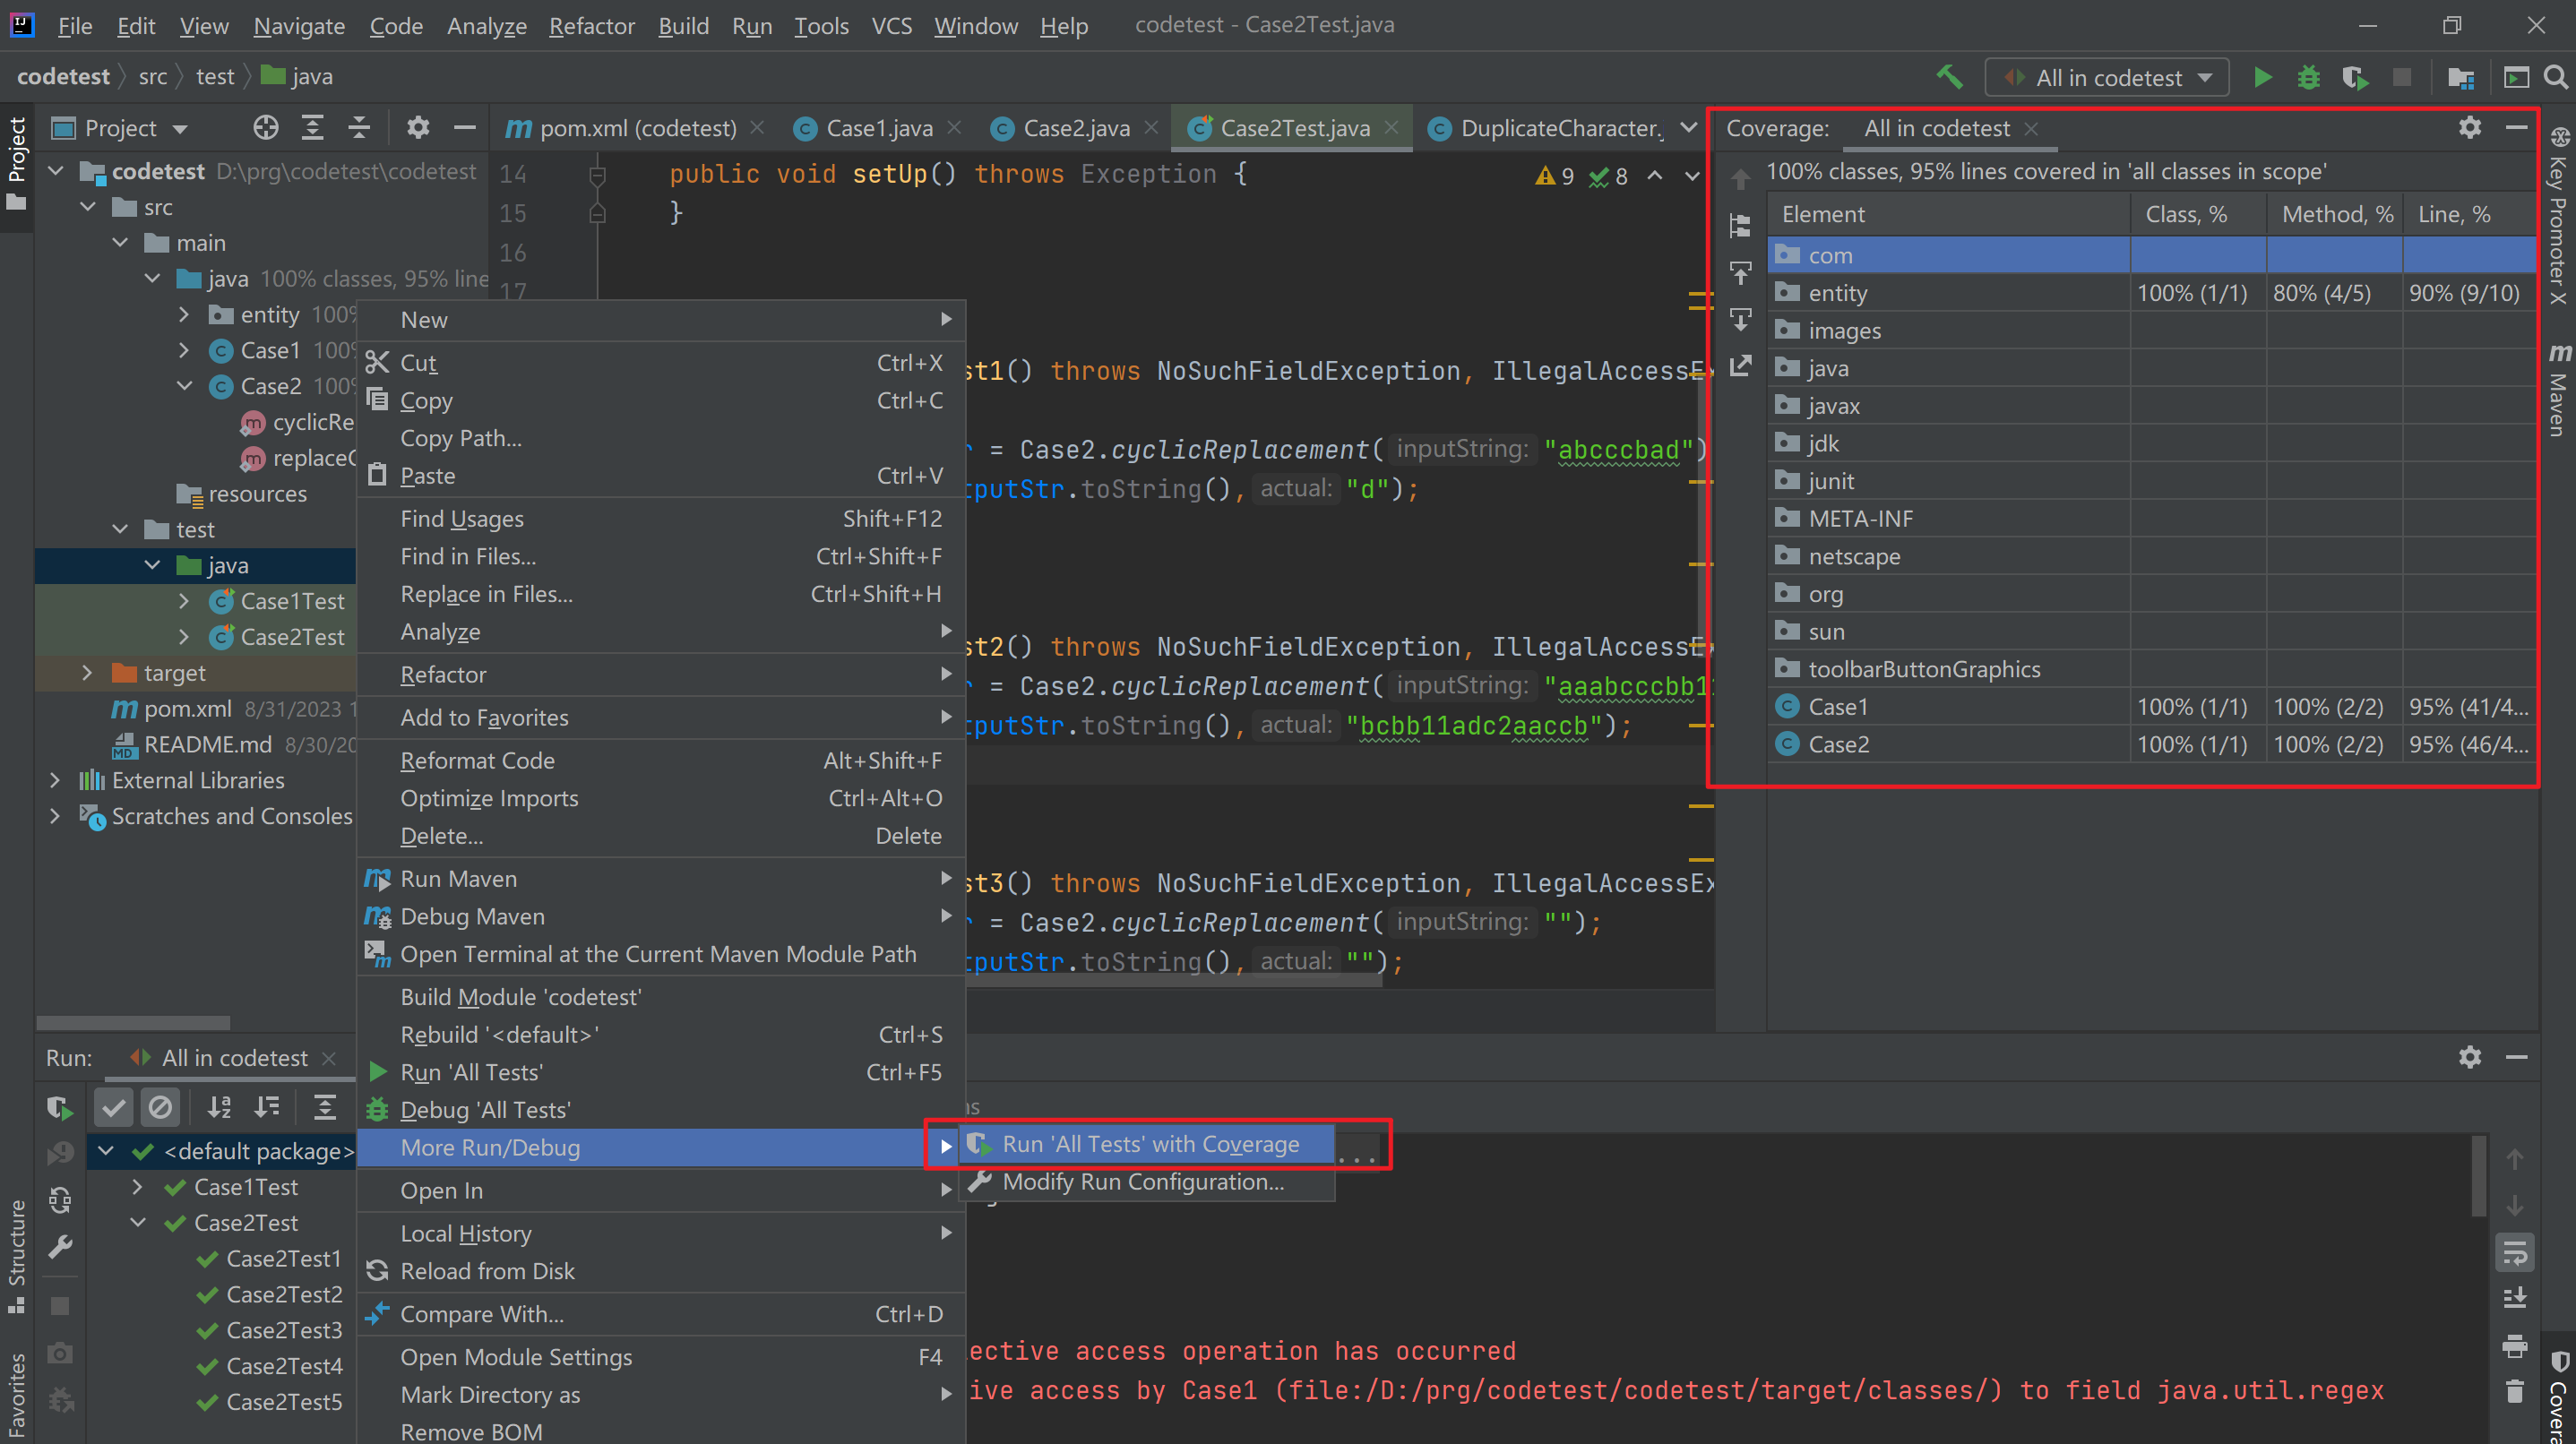 File Edit View Navigate Code Analyze Refactor Build Run Tools VCS Window Help codetest - Case2Test.java
codetest src test java
All in codetest
Project
Project
codetest D:\prg\codetest\codetest
src
main
java 100% classes, 95% line
entity 100%
Case1 100%
Case2 100%
cyclicRe
replaceC
resources
test
java
Case1Test
Case2Test
target
pom.xml 8/31/2023 1
README.md 8/30/20
External Libraries
Scratches and Consoles
pom.xml (codetest) Case1.java Case2.java Case2Test.java DuplicateCharacter.
14 public void setUp() throws Exception {
9 8
15 }
16
17
st1() throws NoSuchFieldException, IllegalAccessEx
r = Case2.cyclicReplacement( inputString: "abcccbad")
tputStr.toString(), actual: "d");
st2() throws NoSuchFieldException, IllegalAccessEx
r = Case2.cyclicReplacement( inputString: "aaabcccbb11
tputStr.toString(), actual: "bcbb11adc2aaccb");
st3() throws NoSuchFieldException, IllegalAccessEx
r = Case2.cyclicReplacement( inputString: "");
tputStr.toString(), actual: "");
New
Cut Ctrl+X
Copy Ctrl+C
Copy Path...
Paste Ctrl+V
Find Usages Shift+F12
Find in Files... Ctrl+Shift+F
Replace in Files... Ctrl+Shift+H
Analyze
Refactor
Add to Favorites
Reformat Code Alt+Shift+F
Optimize Imports Ctrl+Alt+O
Delete... Delete
Run Maven
Debug Maven
Open Terminal at the Current Maven Module Path
Build Module 'codetest'
Rebuild '<default>' Ctrl+S
Run 'All Tests' Ctrl+F5
Debug 'All Tests'
More Run/Debug
Open In
Local History
Reload from Disk
Compare With... Ctrl+D
Open Module Settings F4
Mark Directory as
Remove BOM
Run 'All Tests' with Coverage
Modify Run Configuration...
Coverage: All in codetest
100% classes, 95% lines covered in 'all classes in scope'
Element Class, % Method, % Line, %
com
entity 100% (1/1) 80% (4/5) 90% (9/10)
images
java
javax
jdk
junit
META-INF
netscape
org
sun
toolbarButtonGraphics
Case1 100% (1/1) 100% (2/2) 95% (41/4...
Case2 100% (1/1) 100% (2/2) 95% (46/4...
Key Promoter X
Maven
Run: All in codetest
<default package>
Case1Test
Case2Test
Case2Test1
Case2Test2
Case2Test3
Case2Test4
Case2Test5
ns
...
ective access operation has occurred
ive access by Case1 (file:/D:/prg/codetest/codetest/target/classes/) to field java.util.regex
Structure
Favorites
Covera